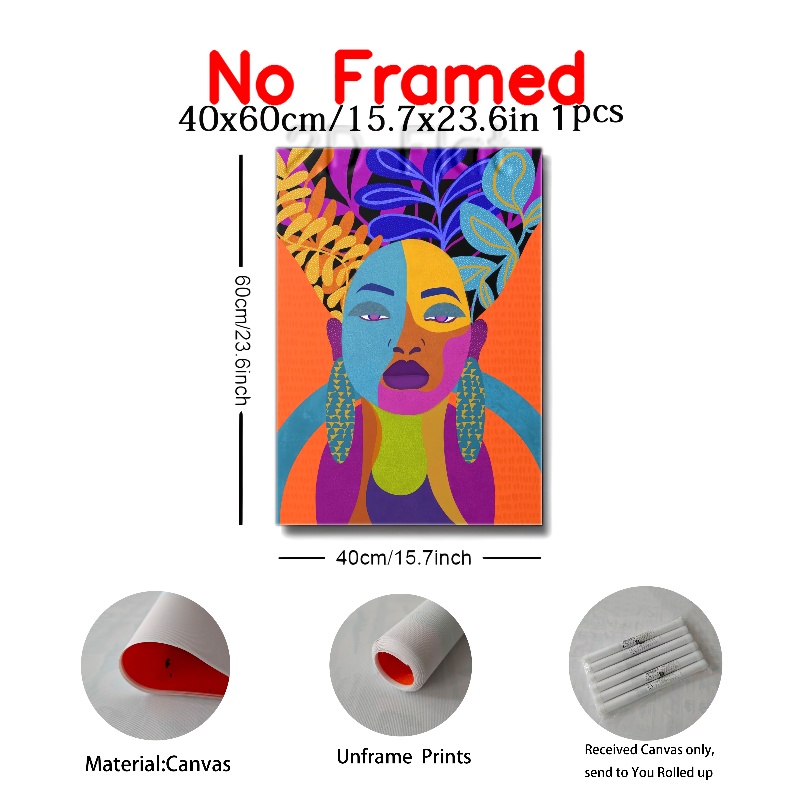 No Framed
40x60cm/15.7x23.6in 1pcs
60cm/23.6inch
40cm/15.7inch
Material:Canvas
Unframe Prints
Received Canvas only,
send to You Rolled up